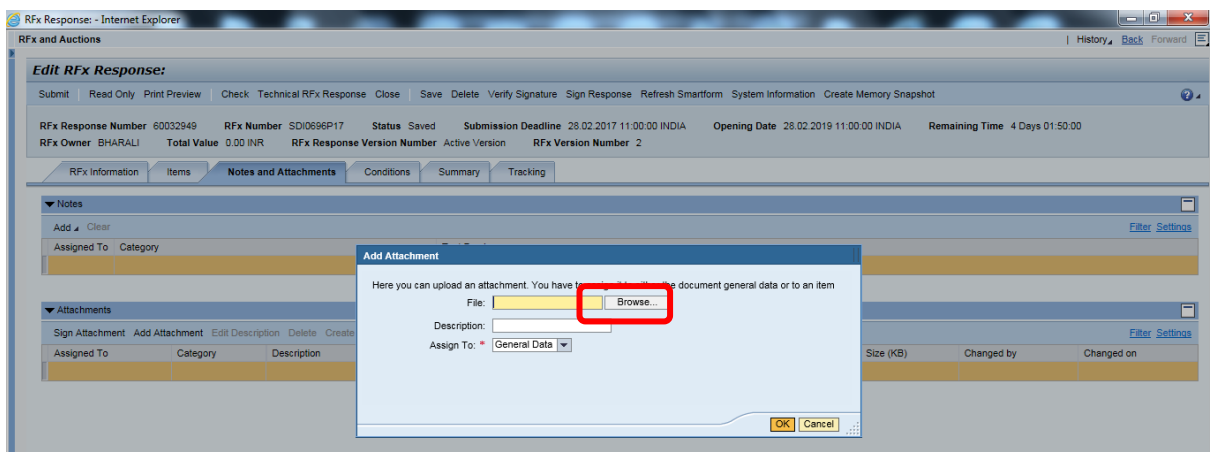 RFx Response: - Internet Explorer
RFx and Auctions | History Back Forward
Edit RFx Response:
Submit Read Only Print Preview Check Technical RFx Response Close Save Delete Verify Signature Sign Response Refresh Smartform System Information Create Memory Snapshot
RFx Response Number 60032949 RFx Number SDI0696P17 Status Saved Submission Deadline 28.02.2017 11:00:00 INDIA Opening Date 28.02.2019 11:00:00 INDIA Remaining Time 4 Days 01:50:00
RFx Owner BHARALI Total Value 0.00 INR RFx Response Version Number Active Version RFx Version Number 2
RFx Information Items Notes and Attachments Conditions Summary Tracking
Notes
Add Clear Filter Settings
Assigned To Category
Add Attachment
Here you can upload an attachment. You have document general data or to an item
File: Browse...
Description:
Assign To: * General Data
OK Cancel
Attachments
Sign Attachment Add Attachment Edit Description Delete Create Filter Settings
Assigned To Category Description Size (KB) Changed by Changed on